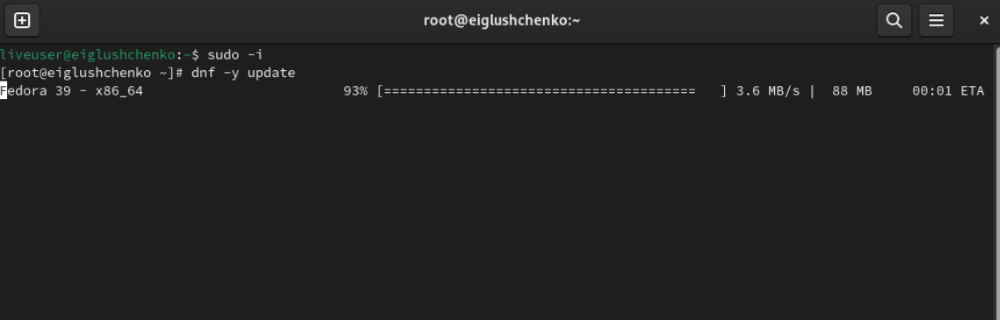 root@eiglushchenko:~
liveuser@eiglushchenko:~$ sudo -i
[root@eiglushchenko ~]# dnf -y update
Fedora 39 - x86_64                         93% [=======================================   ] 3.6 MB/s |  88 MB     00:01 ETA